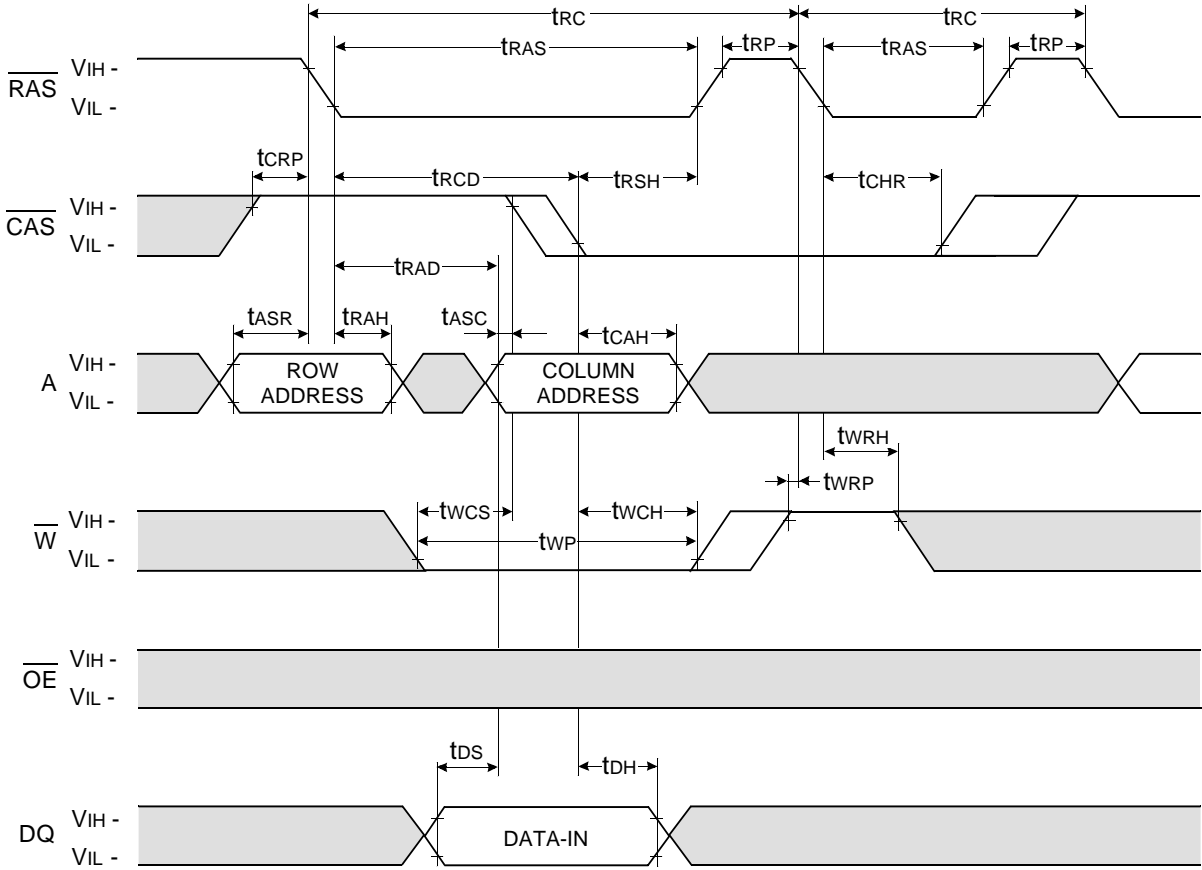 tRC tRC
tRAS tRP tRAS tRP
RAS VIH -
VIL -
tCRP tRCD tRSH tCHR
CAS VIH -
VIL -
tRAD
tASR tRAH tASC tCAH
A VIH -
VIL -
ROW
ADDRESS
COLUMN
ADDRESS
tWRH
tWRP
W VIH -
VIL -
tWCS tWCH
tWP
OE VIH -
VIL -
tDS tDH
DQ VIH -
VIL -
DATA-IN